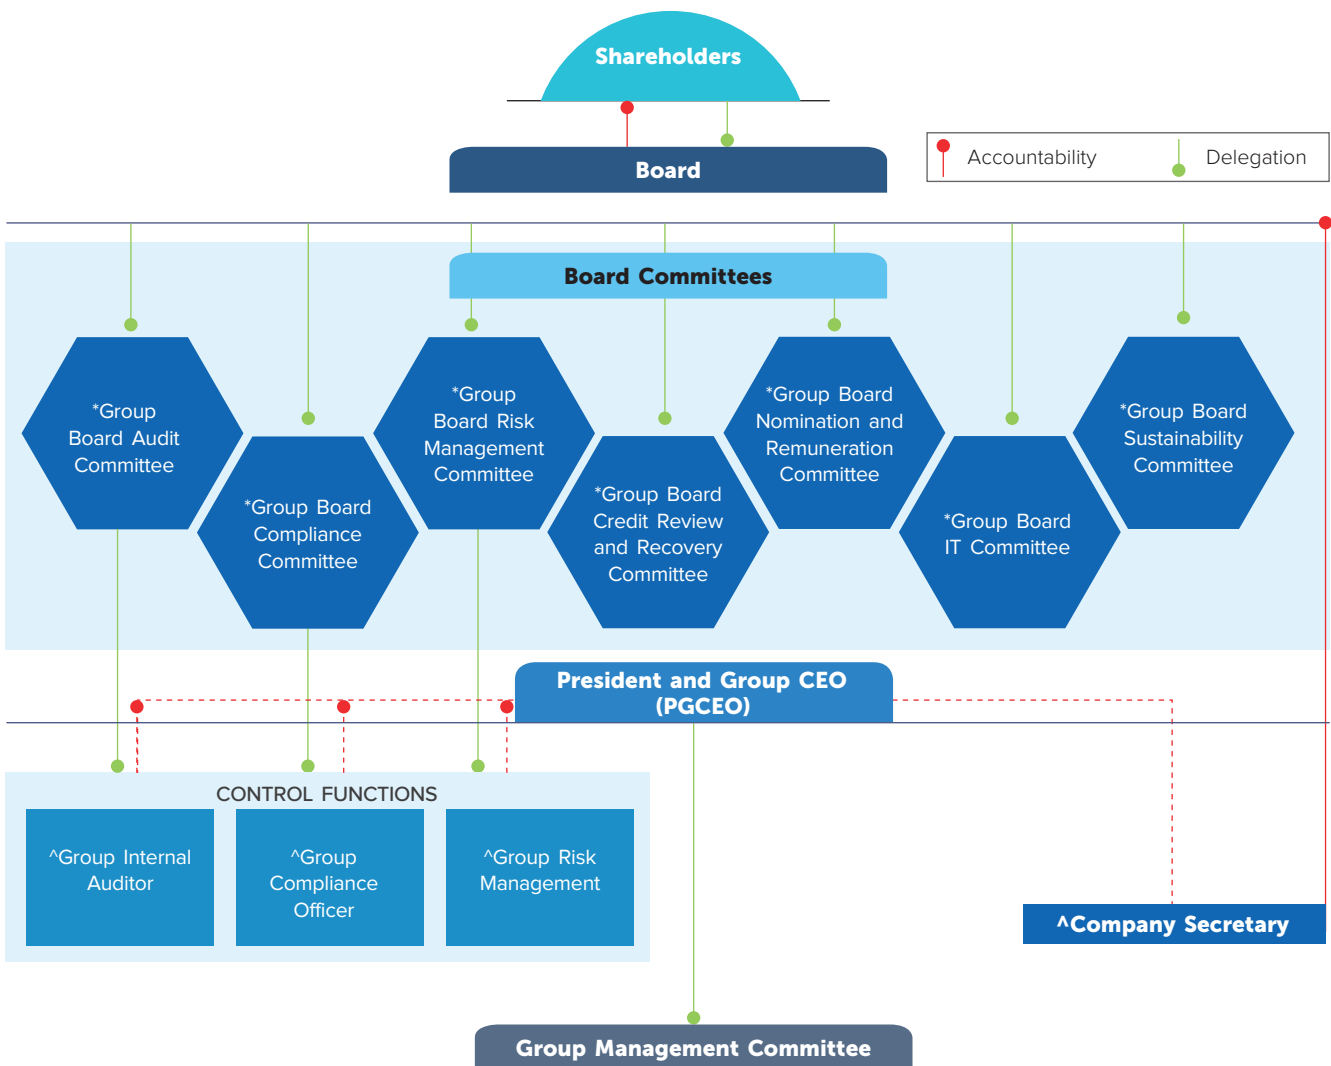 Shareholders
Board
Accountability
Delegation
Board Committees
*Group
Board Audit
Committee
*Group Board
Compliance
Committee
*Group
Board Risk
Management
Committee
*Group Board
Credit Review
and Recovery
Committee
*Group Board
Nomination and
Remuneration
Committee
*Group Board
IT Committee
*Group Board
Sustainability
Committee
President and Group CEO
(PGCEO)
CONTROL FUNCTIONS
^Group Internal
Auditor
^Group
Compliance
Officer
^Group Risk
Management
^Company Secretary
Group Management Committee